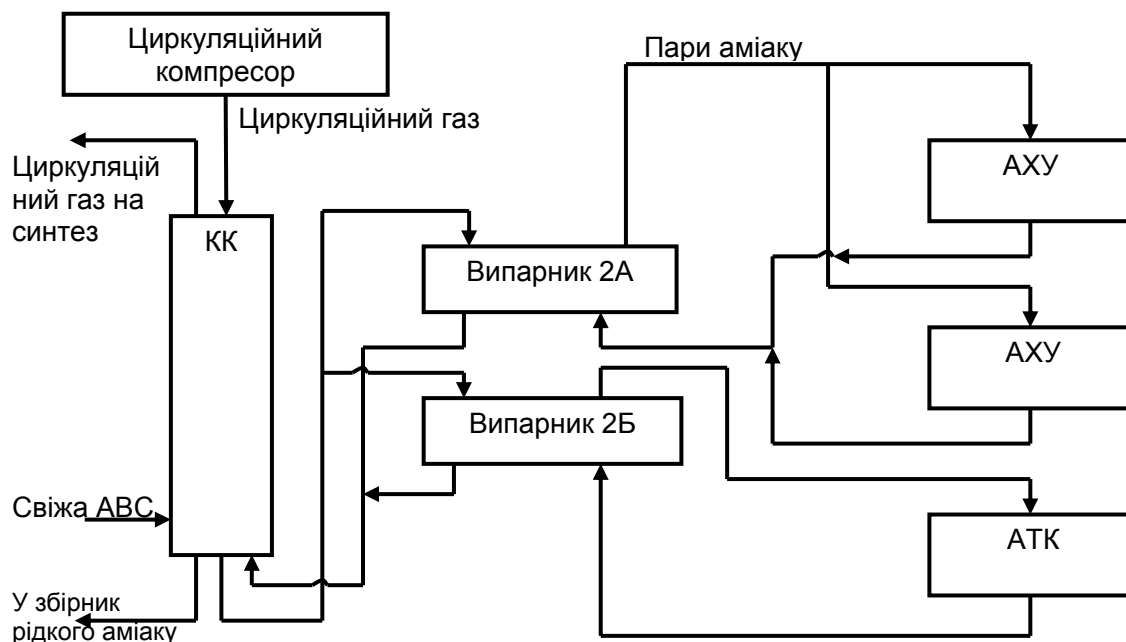 Циркуляційний
компресор
Пари аміаку
Циркуляційний газ
Циркуляцій
ний газ на
синтез
АХУ
КК
Випарник 2А
АХУ
Випарник 2Б
Свіжа АВС
АТК
У збірник
рідкого аміаку